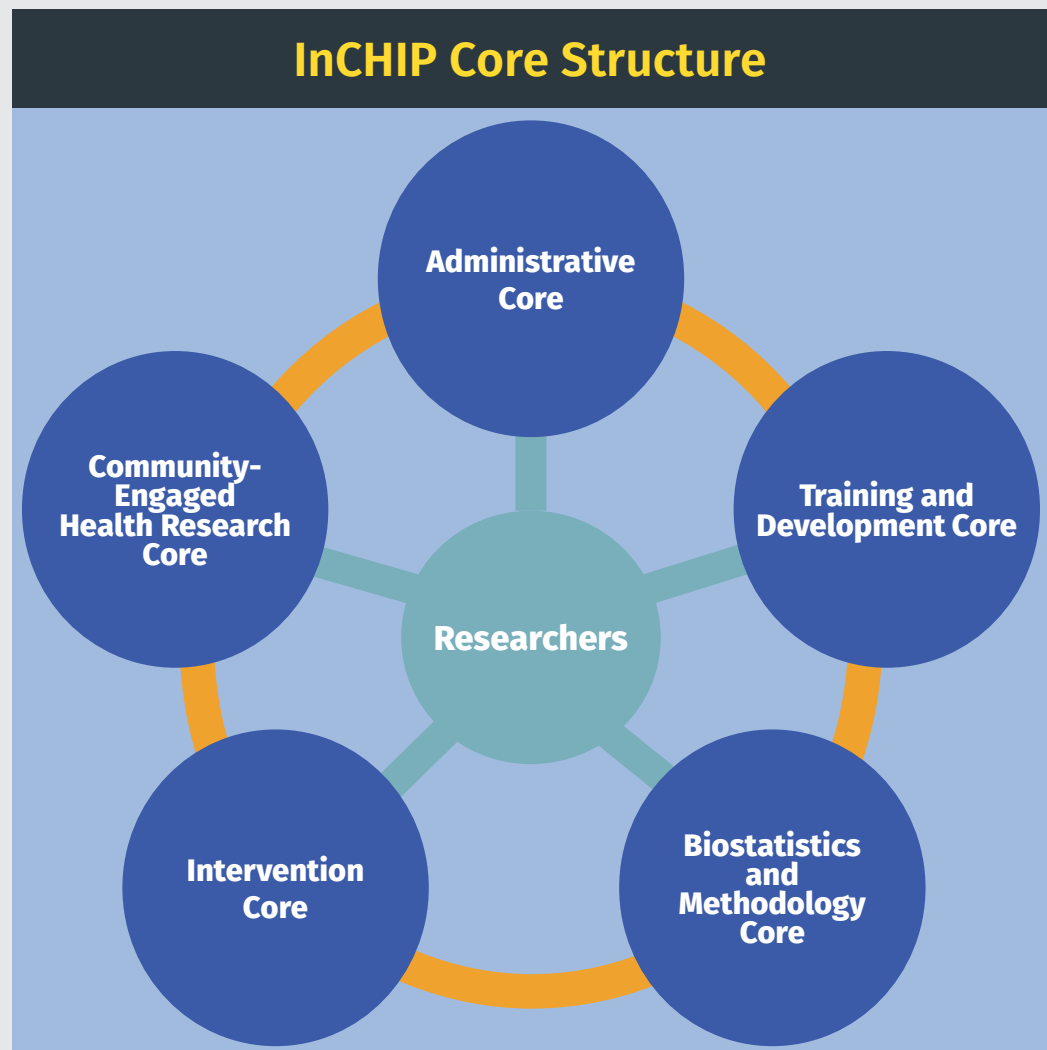 InCHIP Core Structure
Administrative
Core
Community-
Engaged
Health Research
Core
Training and
Development Core
Researchers
Intervention
Core
Biostatistics
and
Methodology
Core